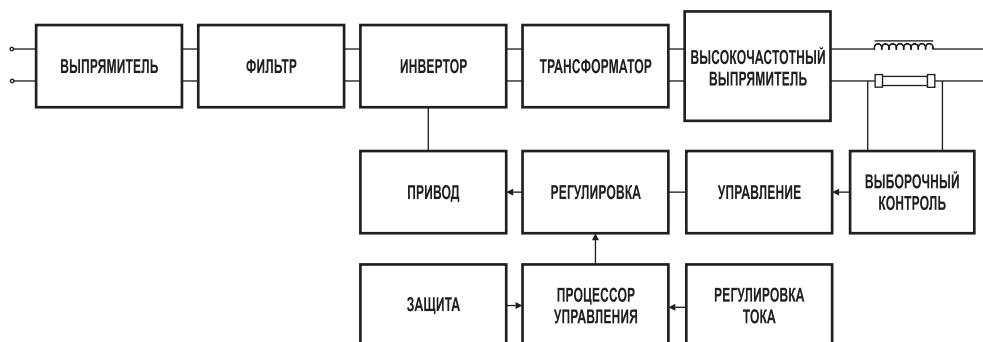 ВЫПРЯМИТЕЛЬ
ФИЛЬТР
ИНВЕРТОР
ТРАНСФОРМАТОР
ВЫСОКОЧАСТОТНЫЙ
ВЫПРЯМИТЕЛЬ
ПРИВОД
РЕГУЛИРОВКА
УПРАВЛЕНИЕ
ВЫБОРОЧНЫЙ
КОНТРОЛЬ
ЗАЩИТА
ПРОЦЕССОР
УПРАВЛЕНИЯ
РЕГУЛИРОВКА
ТОКА